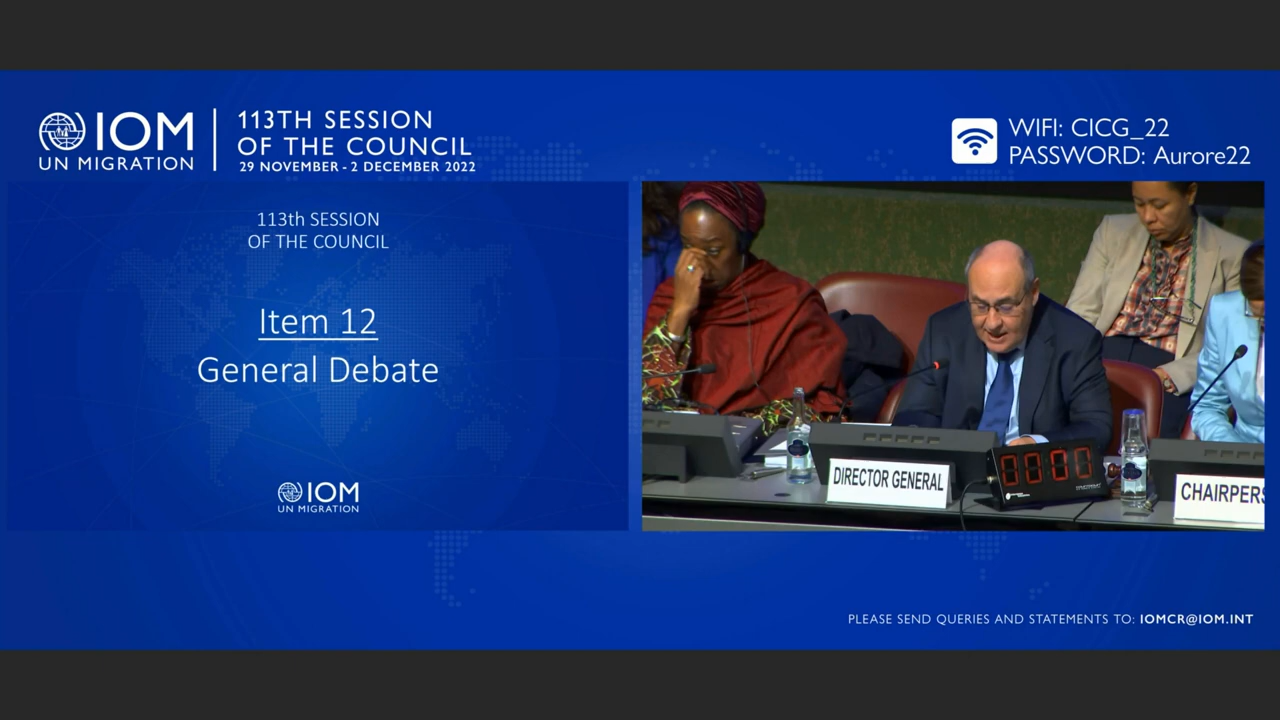 IOM
UN MIGRATION
113TH SESSION
OF THE COUNCIL
29 NOVEMBER - 2 DECEMBER 2022
WIFI: CICG_22
PASSWORD: Aurore22
113th SESSION
OF THE COUNCIL
Item 12
General Debate
IOM
UN MIGRATION
DIRECTOR GENERAL
00:00
CHAIRPERS
PLEASE SEND QUERIES AND STATEMENTS TO: IOMCR@IOM.INT